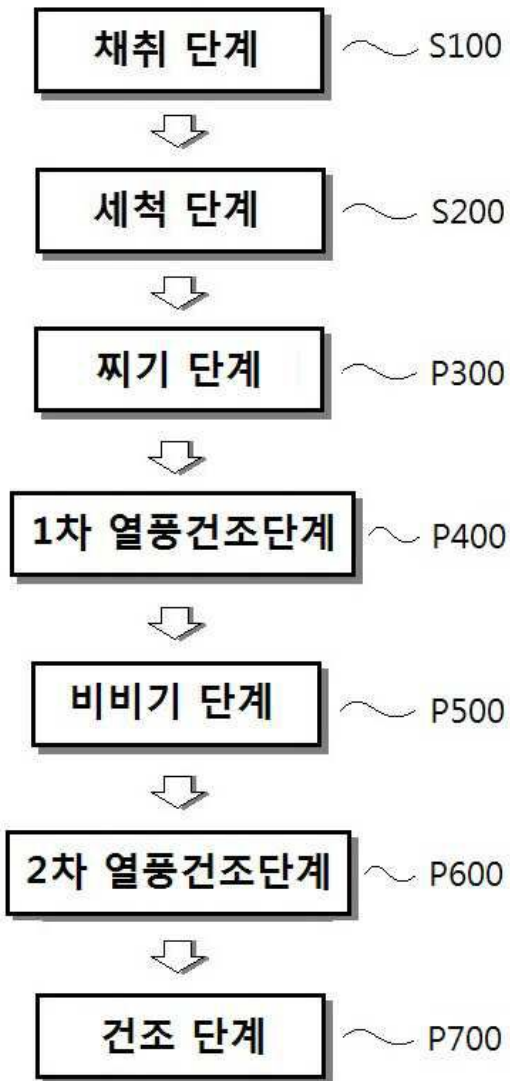 채취 단계 S100
세척 단계 S200
찌기 단계 P300
1차 열풍건조단계 P400
비비기 단계 P500
2차 열풍건조단계 P600
건조 단계 P700